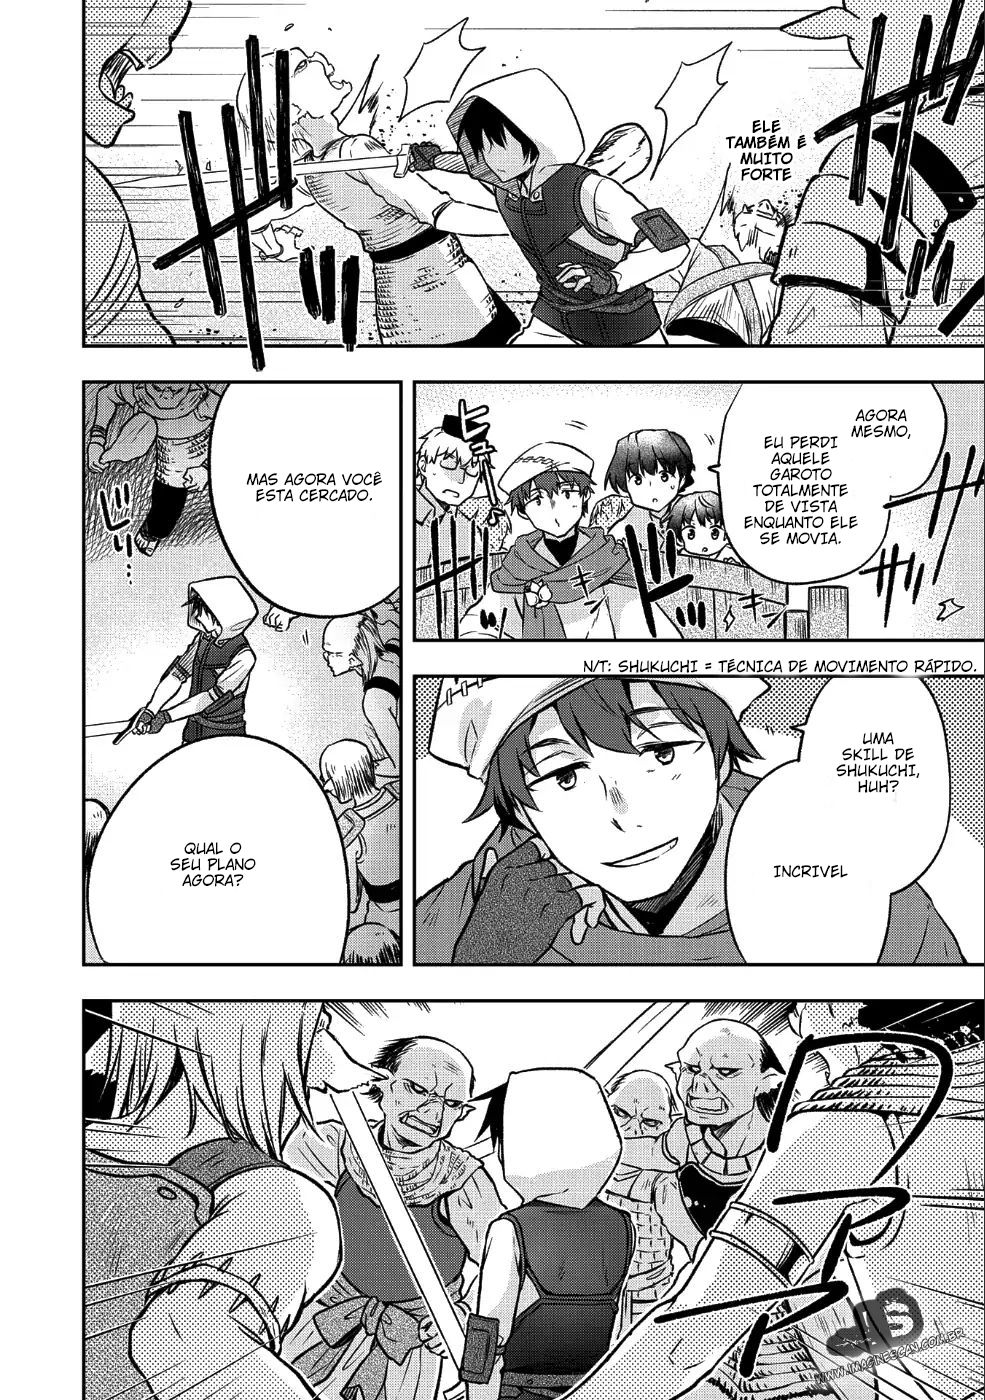 ELE
TAMBÉM É
MUITO
FORTE
AGORA
MESMO,
EU PERDI
AQUELE
GAROTO
TOTALMENTE
DE VISTA
ENQUANTO ELE
SE MOVIA.
MAS AGORA VOCÊ
ESTA CERCADO.
N/T: SHUKUCHI = TÉCNICA DE MOVIMENTO RÁPIDO.
UMA
SKILL DE
SHUKUCHI,
HUH?
INCRIVEL
QUAL O
SEU PLANO
AGORA?
WWW.IMAGINESCAN.COM.BR